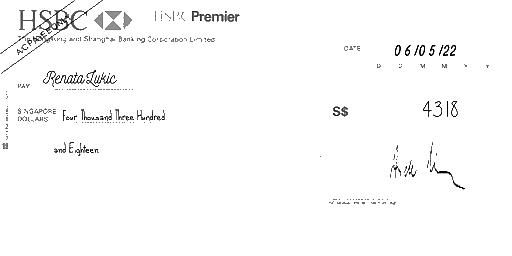 HSBC HSBC Premier
The Hongkong and Shanghai Banking Corporation Limited
A/C PAYEE ONLY
DATE 06/05/22
D D M M Y Y
PAY Renata Lukic
SINGAPORE DOLLARS Four Thousand Three Hundred
and Eighteen
S$ 4318